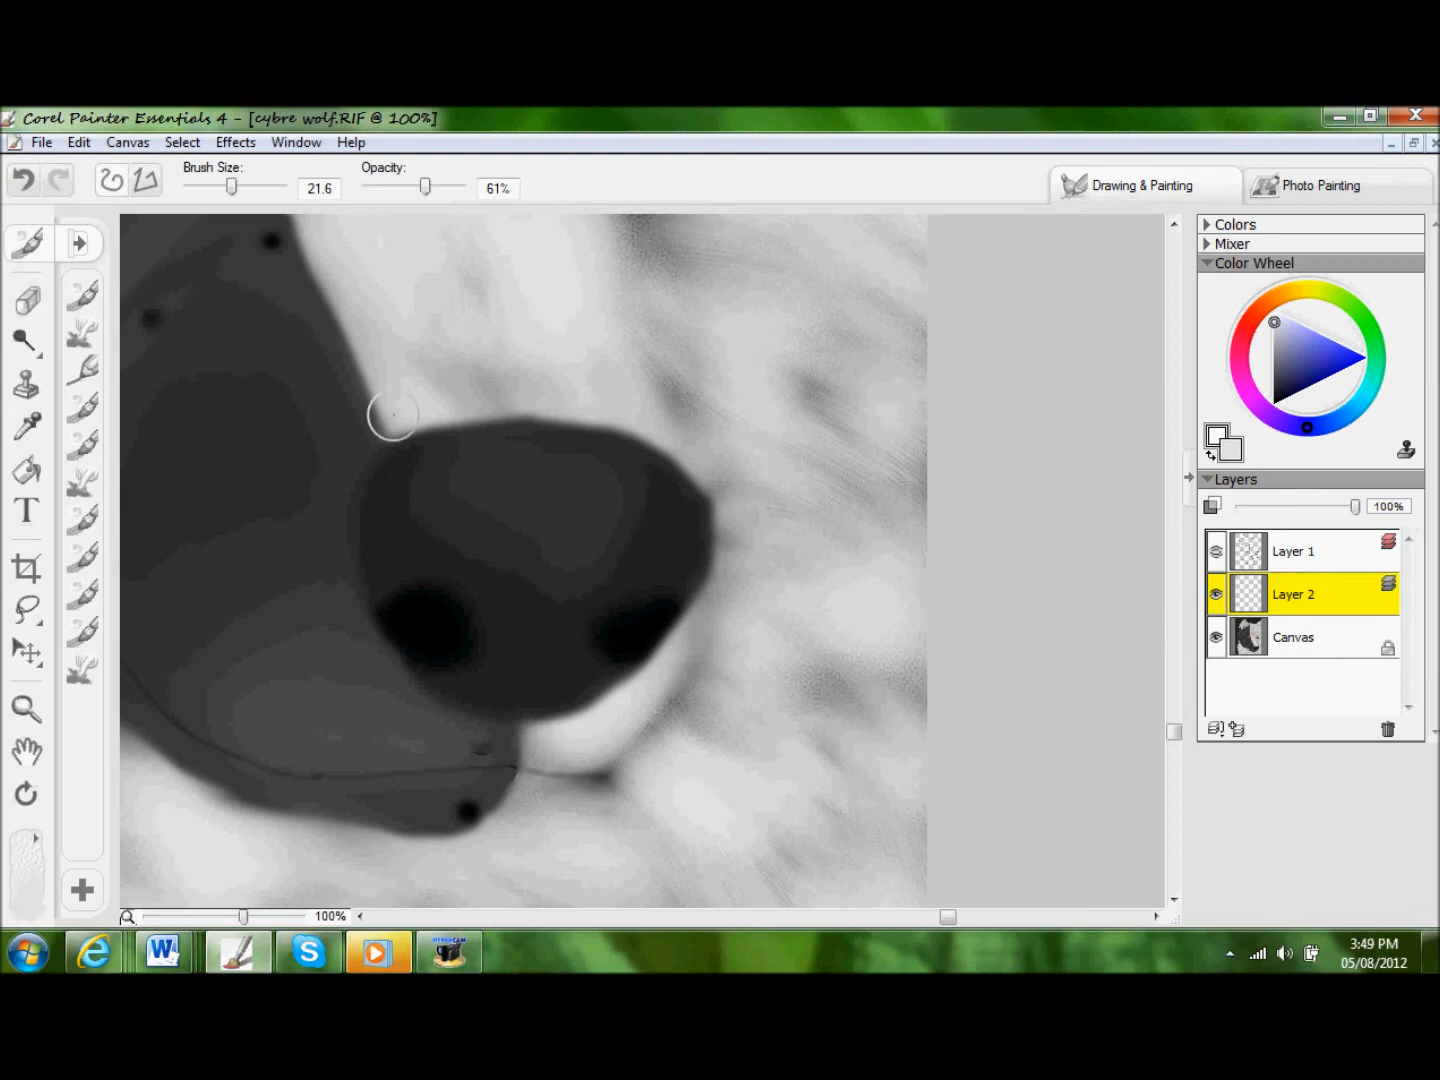 Corel Painter Essentials 4 - [cybre wolf.RIF @ 100%]
File Edit Canvas Select Effects Window Help
Brush Size: 21.6 Opacity: 61%
Drawing & Painting Photo Painting
Colors
Mixer
Color Wheel
Layers
100%
Layer 1
Layer 2
Canvas
100%
HYPERCAM
3:49 PM
05/08/2012